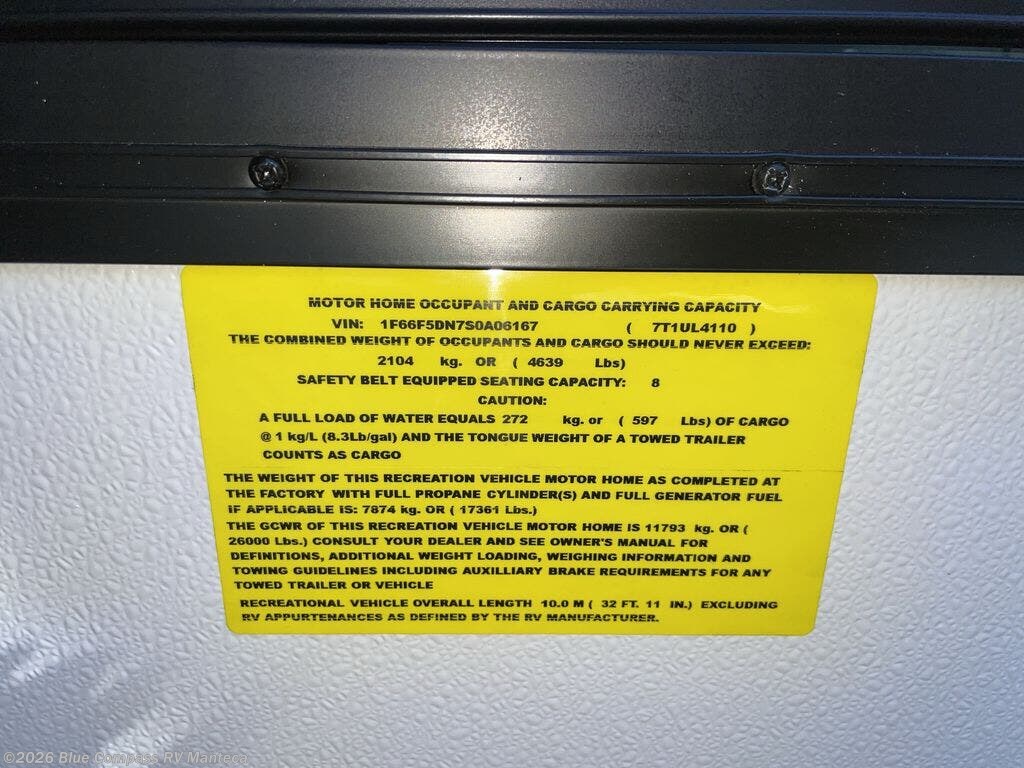 MOTOR HOME OCCUPANT AND CARGO CARRYING CAPACITY
VIN: 1F66F5DN7S0A06167 ( 7T1UL4110 )
THE COMBINED WEIGHT OF OCCUPANTS AND CARGO SHOULD NEVER EXCEED:
2104 kg. OR ( 4639 Lbs)
SAFETY BELT EQUIPPED SEATING CAPACITY: 8
CAUTION:
A FULL LOAD OF WATER EQUALS 272 kg. or ( 597 Lbs) OF CARGO
@ 1 kg/L (8.3Lb/gal) AND THE TONGUE WEIGHT OF A TOWED TRAILER
COUNTS AS CARGO
THE WEIGHT OF THIS RECREATION VEHICLE MOTOR HOME AS COMPLETED AT
THE FACTORY WITH FULL PROPANE CYLINDER(S) AND FULL GENERATOR FUEL
IF APPLICABLE IS: 7874 kg. OR ( 17361 Lbs.)
THE GCWR OF THIS RECREATION VEHICLE MOTOR HOME IS 11793 kg. OR (
26000 Lbs.) CONSULT YOUR DEALER AND SEE OWNER'S MANUAL FOR
DEFINITIONS, ADDITIONAL WEIGHT LOADING, WEIGHING INFORMATION AND
TOWING GUIDELINES INCLUDING AUXILLIARY BRAKE REQUIREMENTS FOR ANY
TOWED TRAILER OR VEHICLE
RECREATIONAL VEHICLE OVERALL LENGTH 10.0 M ( 32 FT. 11 IN.) EXCLUDING
RV APPURTENANCES AS DEFINED BY THE RV MANUFACTURER.
©2026 Blue Compass RV Manteca